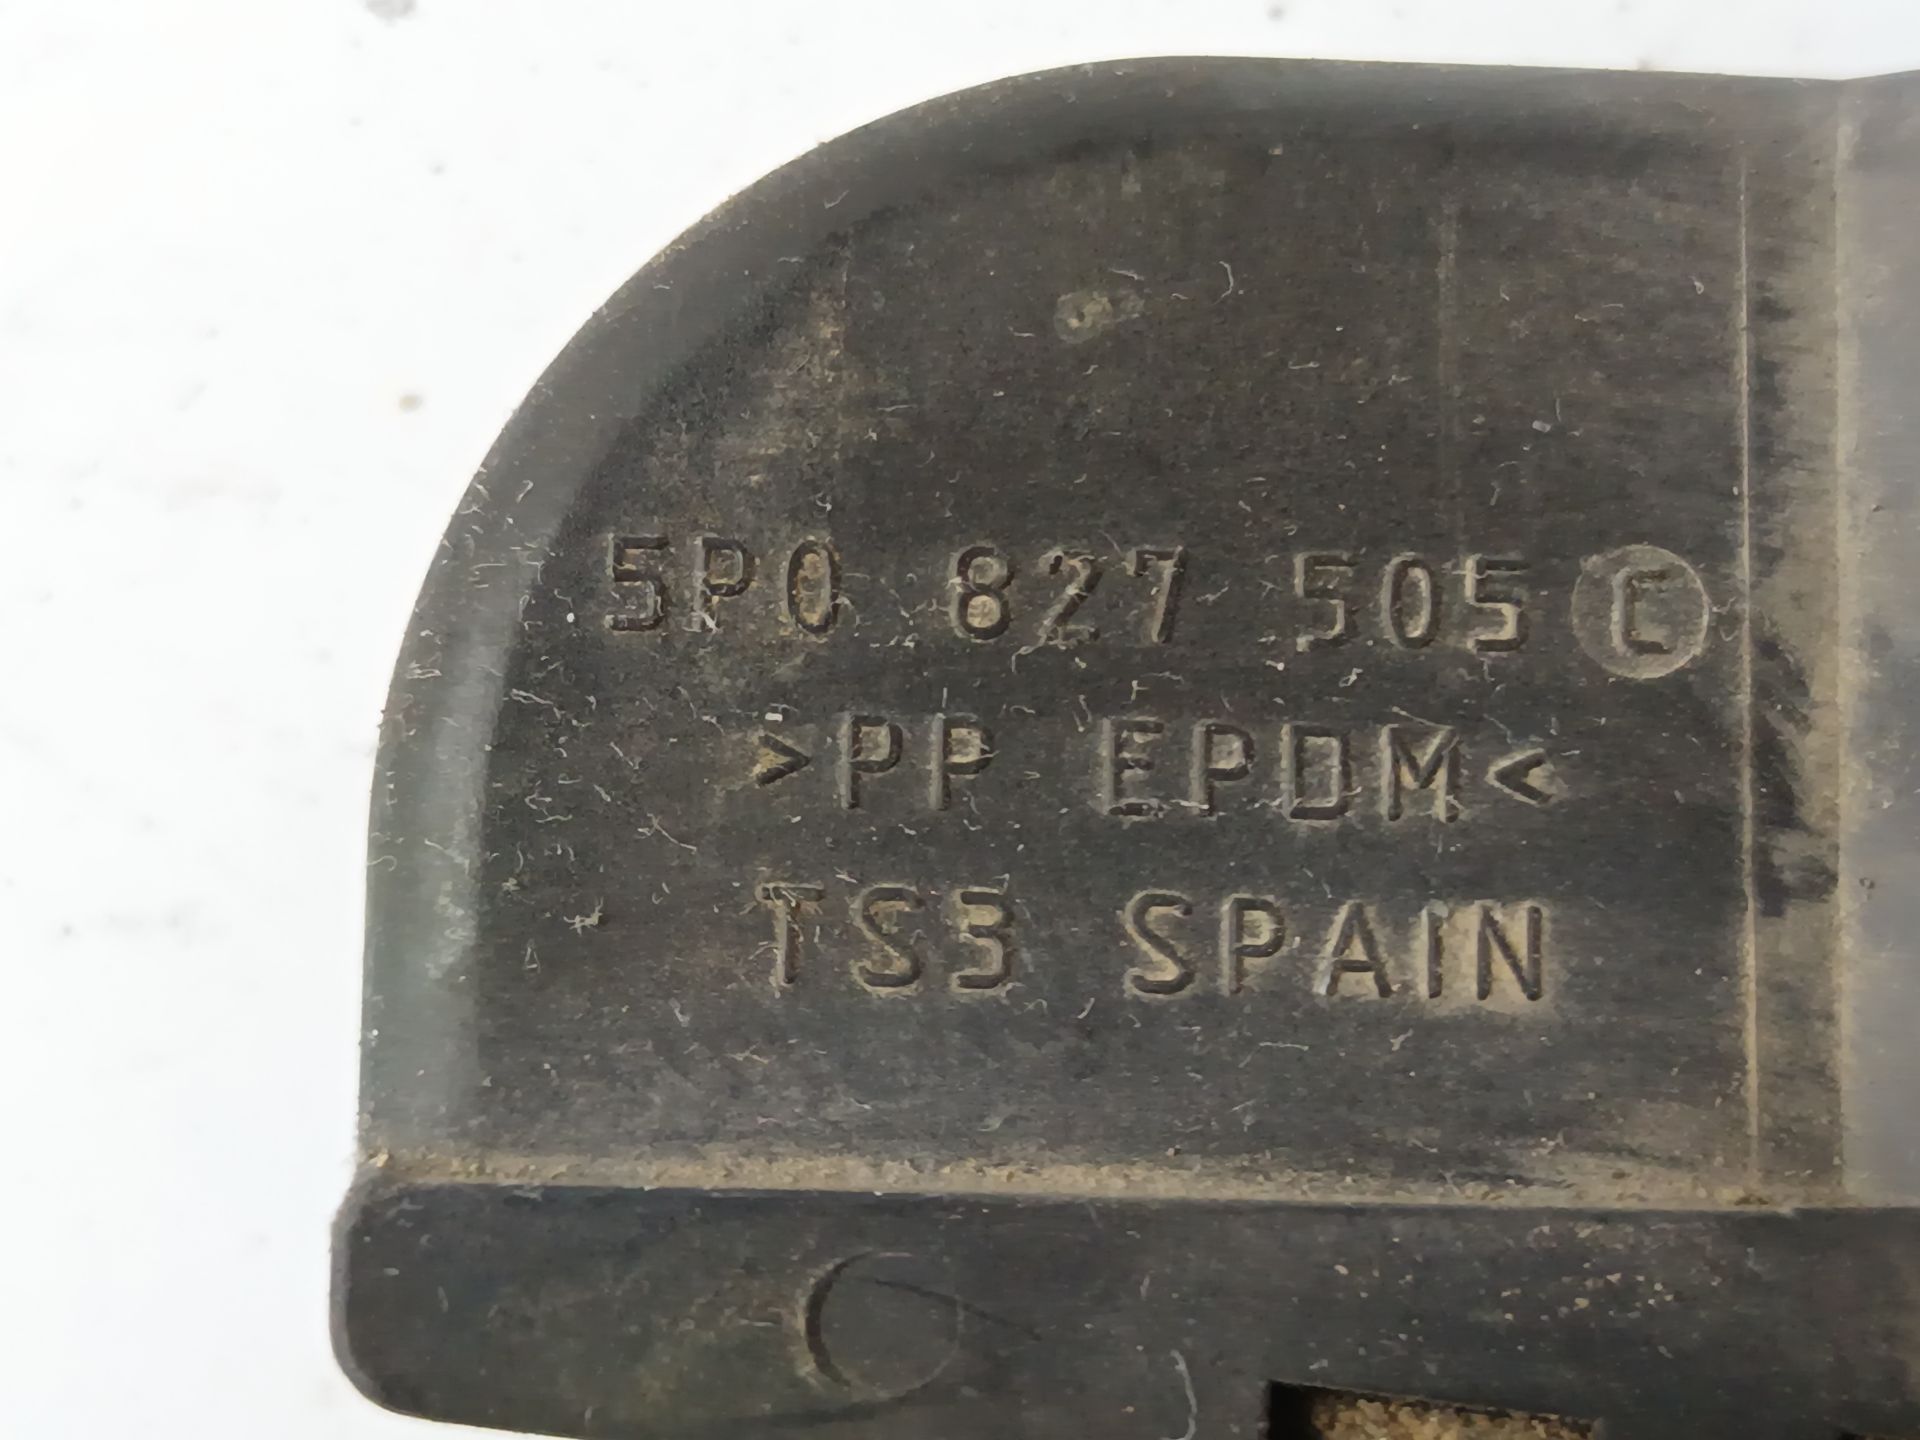 5P0 827 505 C
>PP EPDM<
TS3 SPAIN